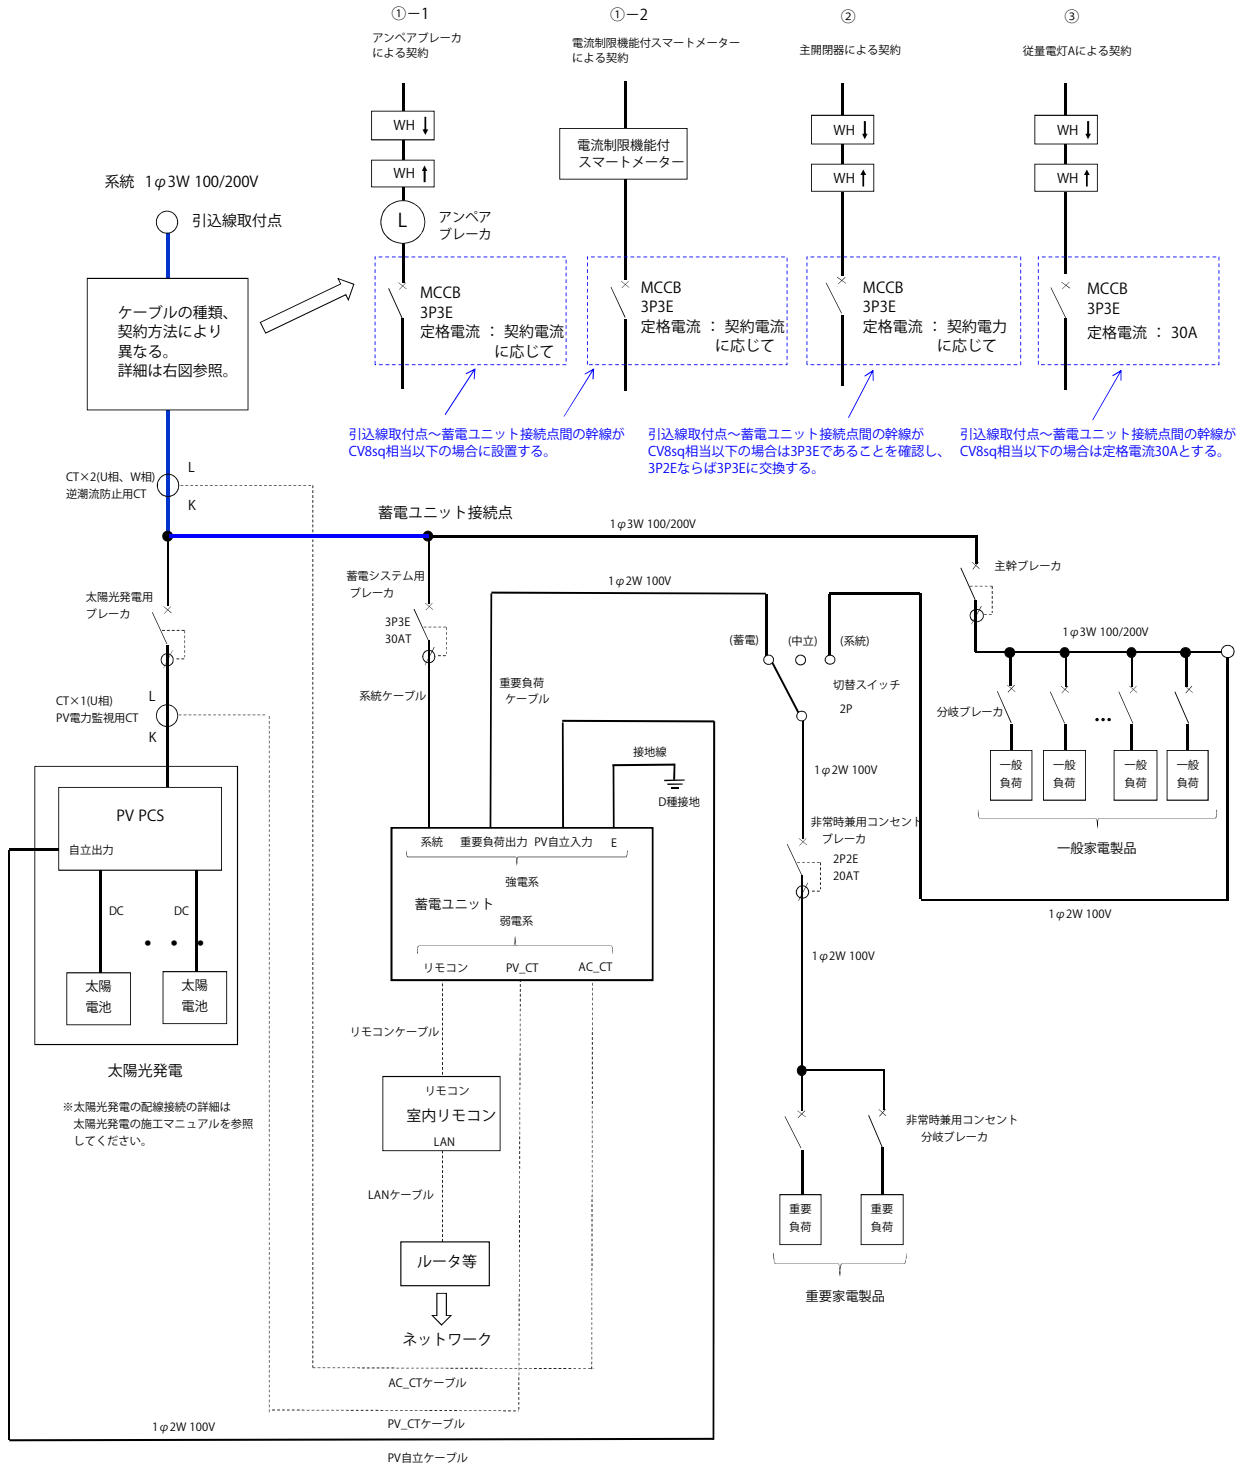 ①－1
アンペアブレーカ
による契約
①－2
電流制限機能付スマートメーター
による契約
②
主開閉器による契約
③
従量電灯Aによる契約
WH
WH
L
アンペア
ブレーカ
電流制限機能付
スマートメーター
WH
WH
WH
WH
系統 1φ3W 100/200V
引込線取付点
ケーブルの種類、
契約方法により
異なる。
詳細は右図参照。
MCCB
3P3E
定格電流 ： 契約電流
に応じて
MCCB
3P3E
定格電流 ： 契約電流
に応じて
MCCB
3P3E
定格電流 ： 契約電力
に応じて
MCCB
3P3E
定格電流 ： 30A
引込線取付点～蓄電ユニット接続点間の幹線が
CV8sq相当以下の場合に設置する。
引込線取付点～蓄電ユニット接続点間の幹線が
CV8sq相当以下の場合は3P3Eであることを確認し、
3P2Eならば3P3Eに交換する。
引込線取付点～蓄電ユニット接続点間の幹線が
CV8sq相当以下の場合は定格電流30Aとする。
CT×2(U相、W相)
逆潮流防止用CT
L
K
蓄電ユニット接続点
1φ3W 100/200V
太陽光発電用
ブレーカ
蓄電システム用
ブレーカ
3P3E
30AT
系統ケーブル
1φ2W 100V
重要負荷
ケーブル
(蓄電)
(中立)
(系統)
切替スイッチ
2P
主幹ブレーカ
1φ3W 100/200V
分岐ブレーカ
•••
一般
負荷
一般
負荷
一般
負荷
一般
負荷
一般家電製品
1φ2W 100V
CT×1(U相)
PV電力監視用CT
L
K
接地線
D種接地
1φ2W 100V
非常時兼用コンセント
ブレーカ
2P2E
20AT
1φ2W 100V
PV PCS
自立出力
DC
DC
• • •
太陽
電池
太陽
電池
太陽光発電
※太陽光発電の配線接続の詳細は
太陽光発電の施工マニュアルを参照
してください。
系統
重要負荷出力
PV自立入力
E
強電系
蓄電ユニット
弱電系
リモコン
PV_CT
AC_CT
リモコンケーブル
リモコン
室内リモコン
LAN
LANケーブル
ルータ等
ネットワーク
非常時兼用コンセント
分岐ブレーカ
重要
負荷
重要
負荷
重要家電製品
AC_CTケーブル
PV_CTケーブル
1φ2W 100V
PV自立ケーブル